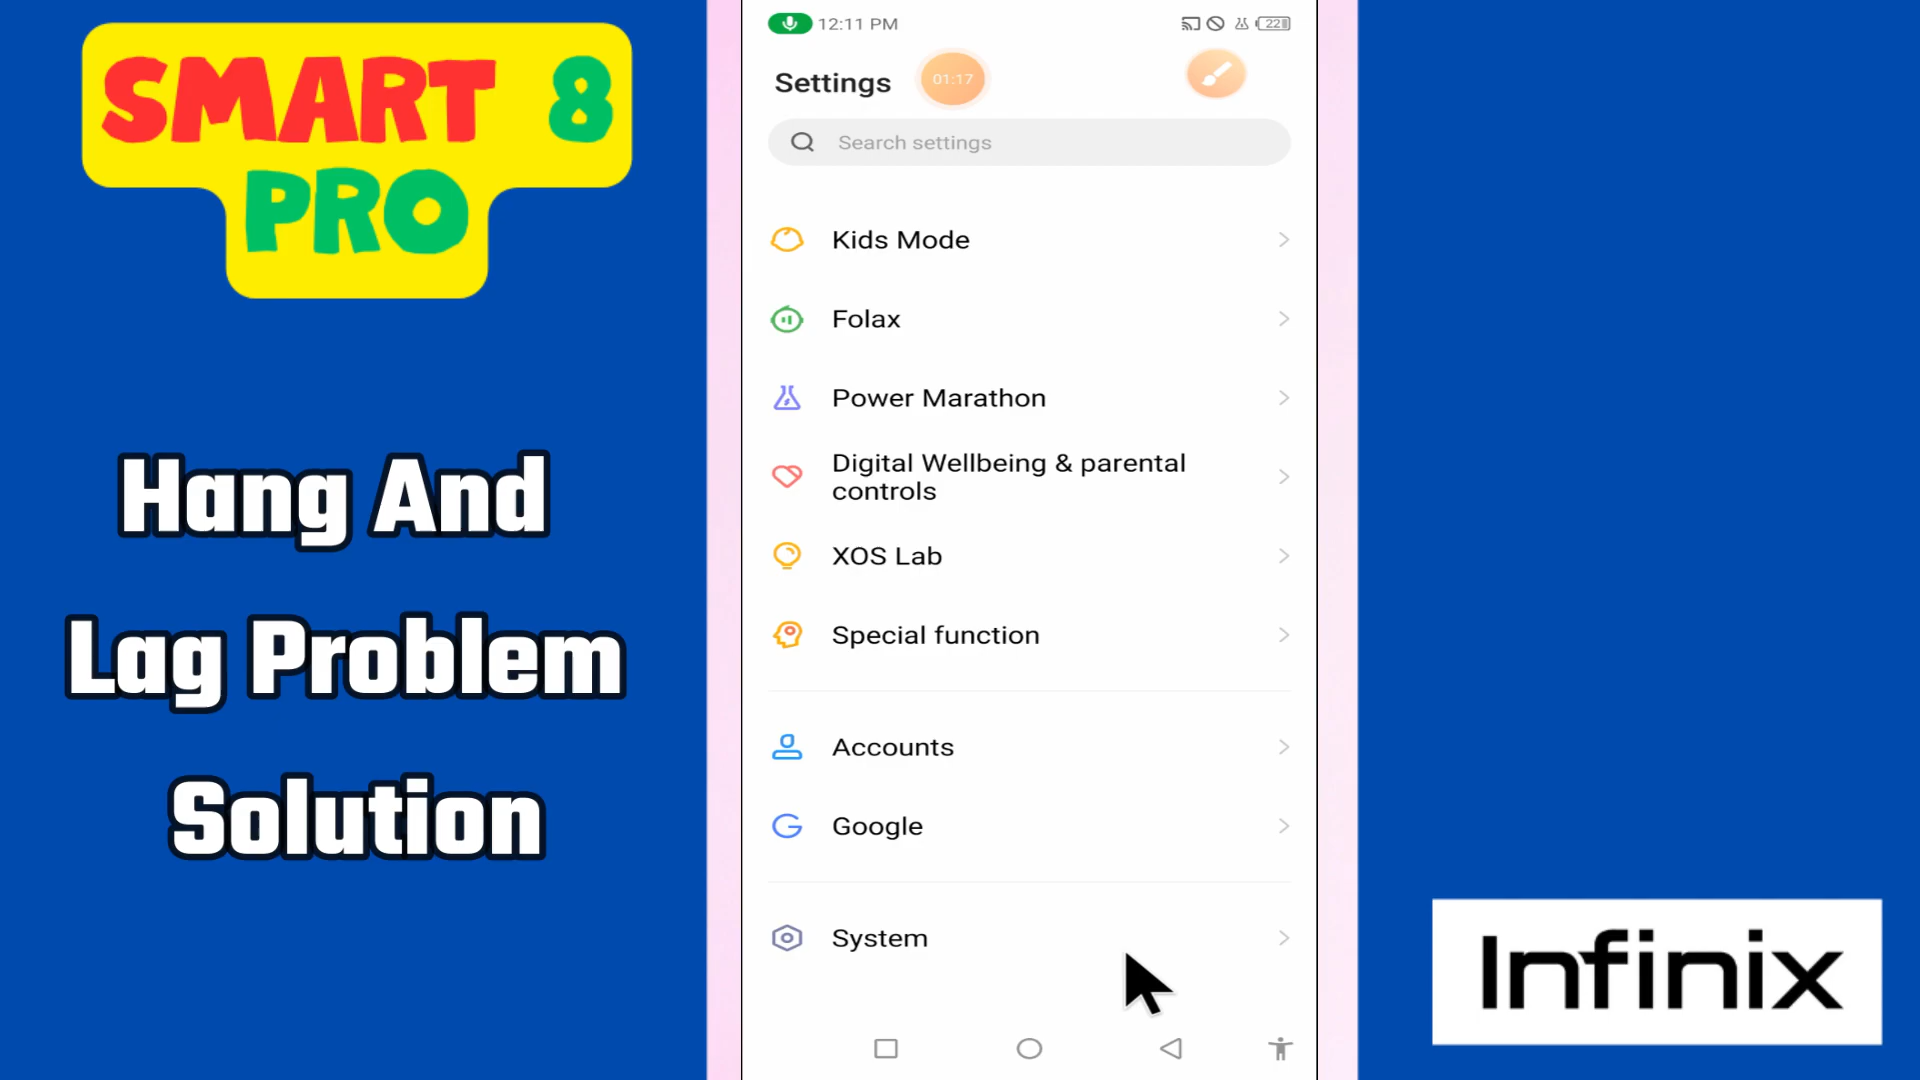 SMART 8
PRO
Hang And
Lag Problem
Solution
12:11 PM
22
Settings
01:17
Search settings
Kids Mode
Folax
Power Marathon
Digital Wellbeing & parental
controls
XOS Lab
Special function
Accounts
Google
System
Infinix